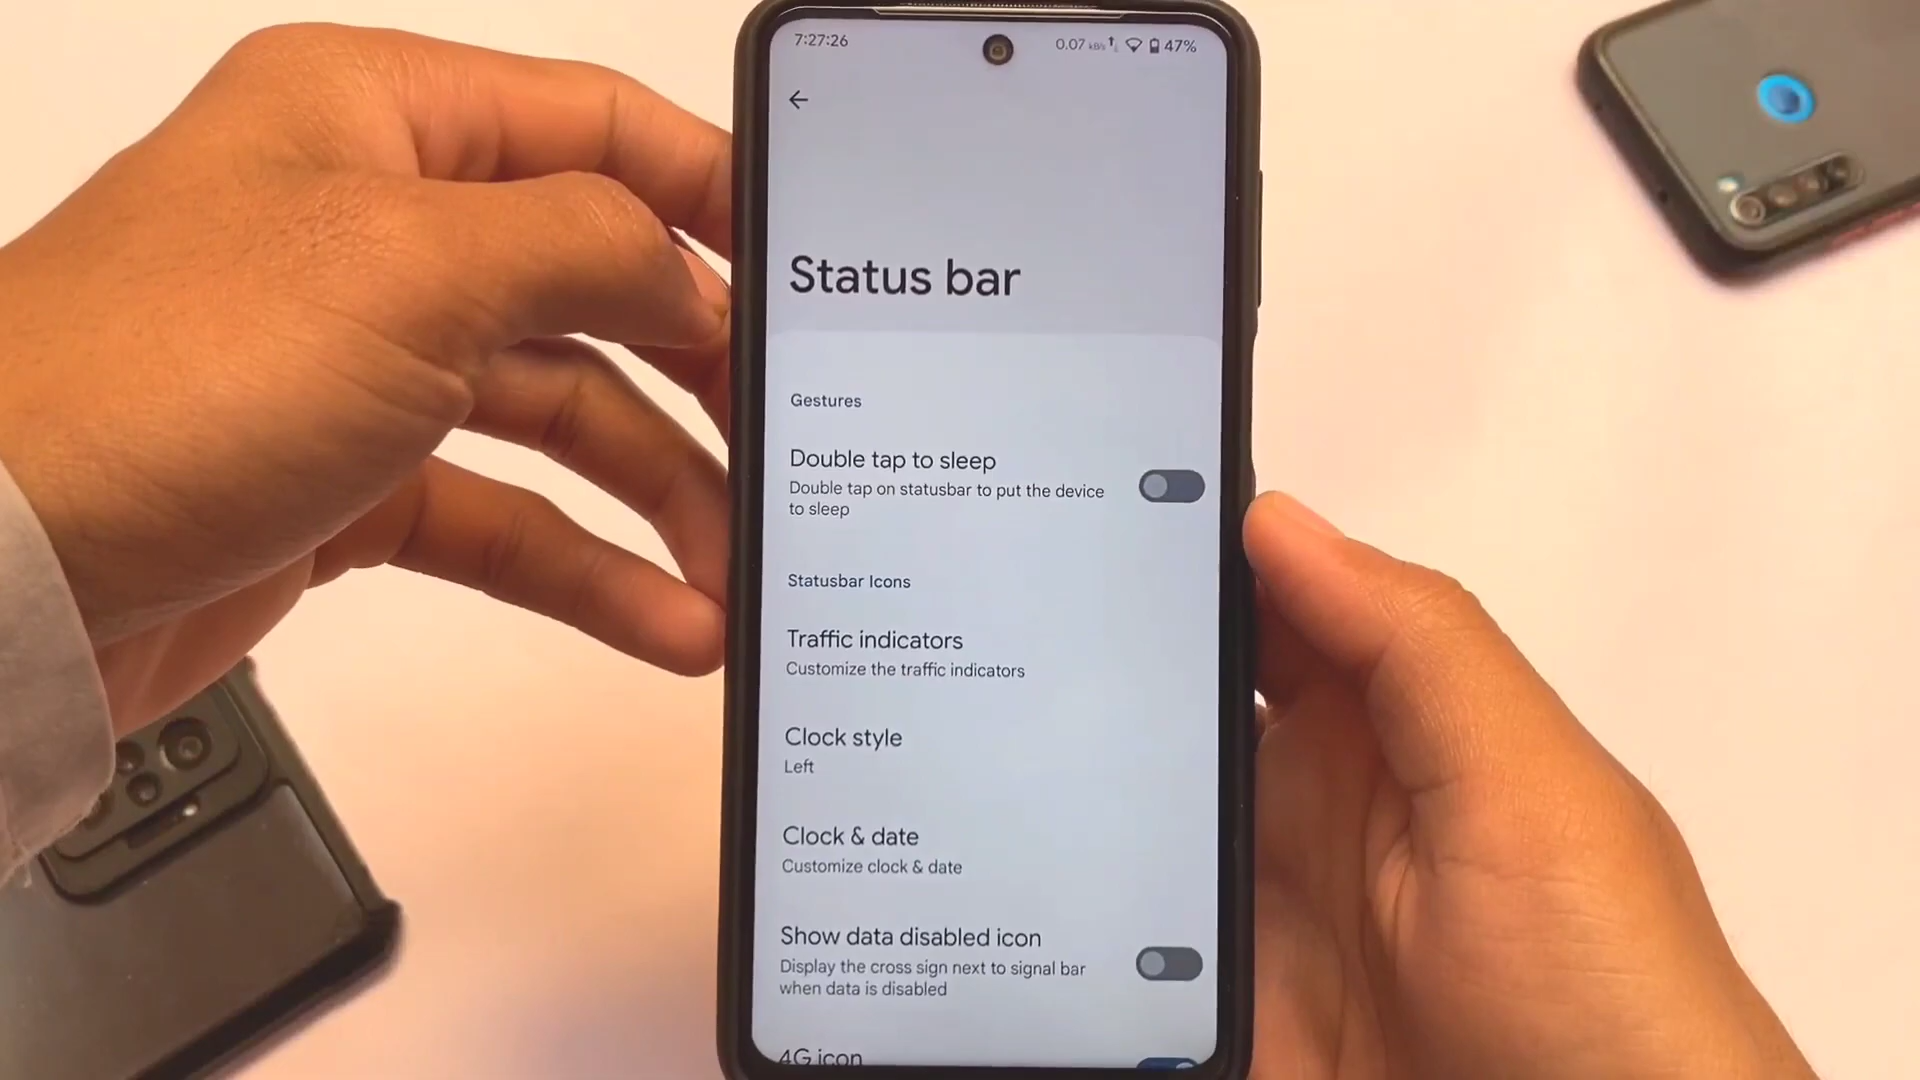 7:27:26 0.07 kB/s 47%
Status bar
Gestures
Double tap to sleep
Double tap on statusbar to put the device
to sleep
Statusbar Icons
Traffic indicators
Customize the traffic indicators
Clock style
Left
Clock & date
Customize clock & date
Show data disabled icon
Display the cross sign next to signal bar
when data is disabled
4G icon